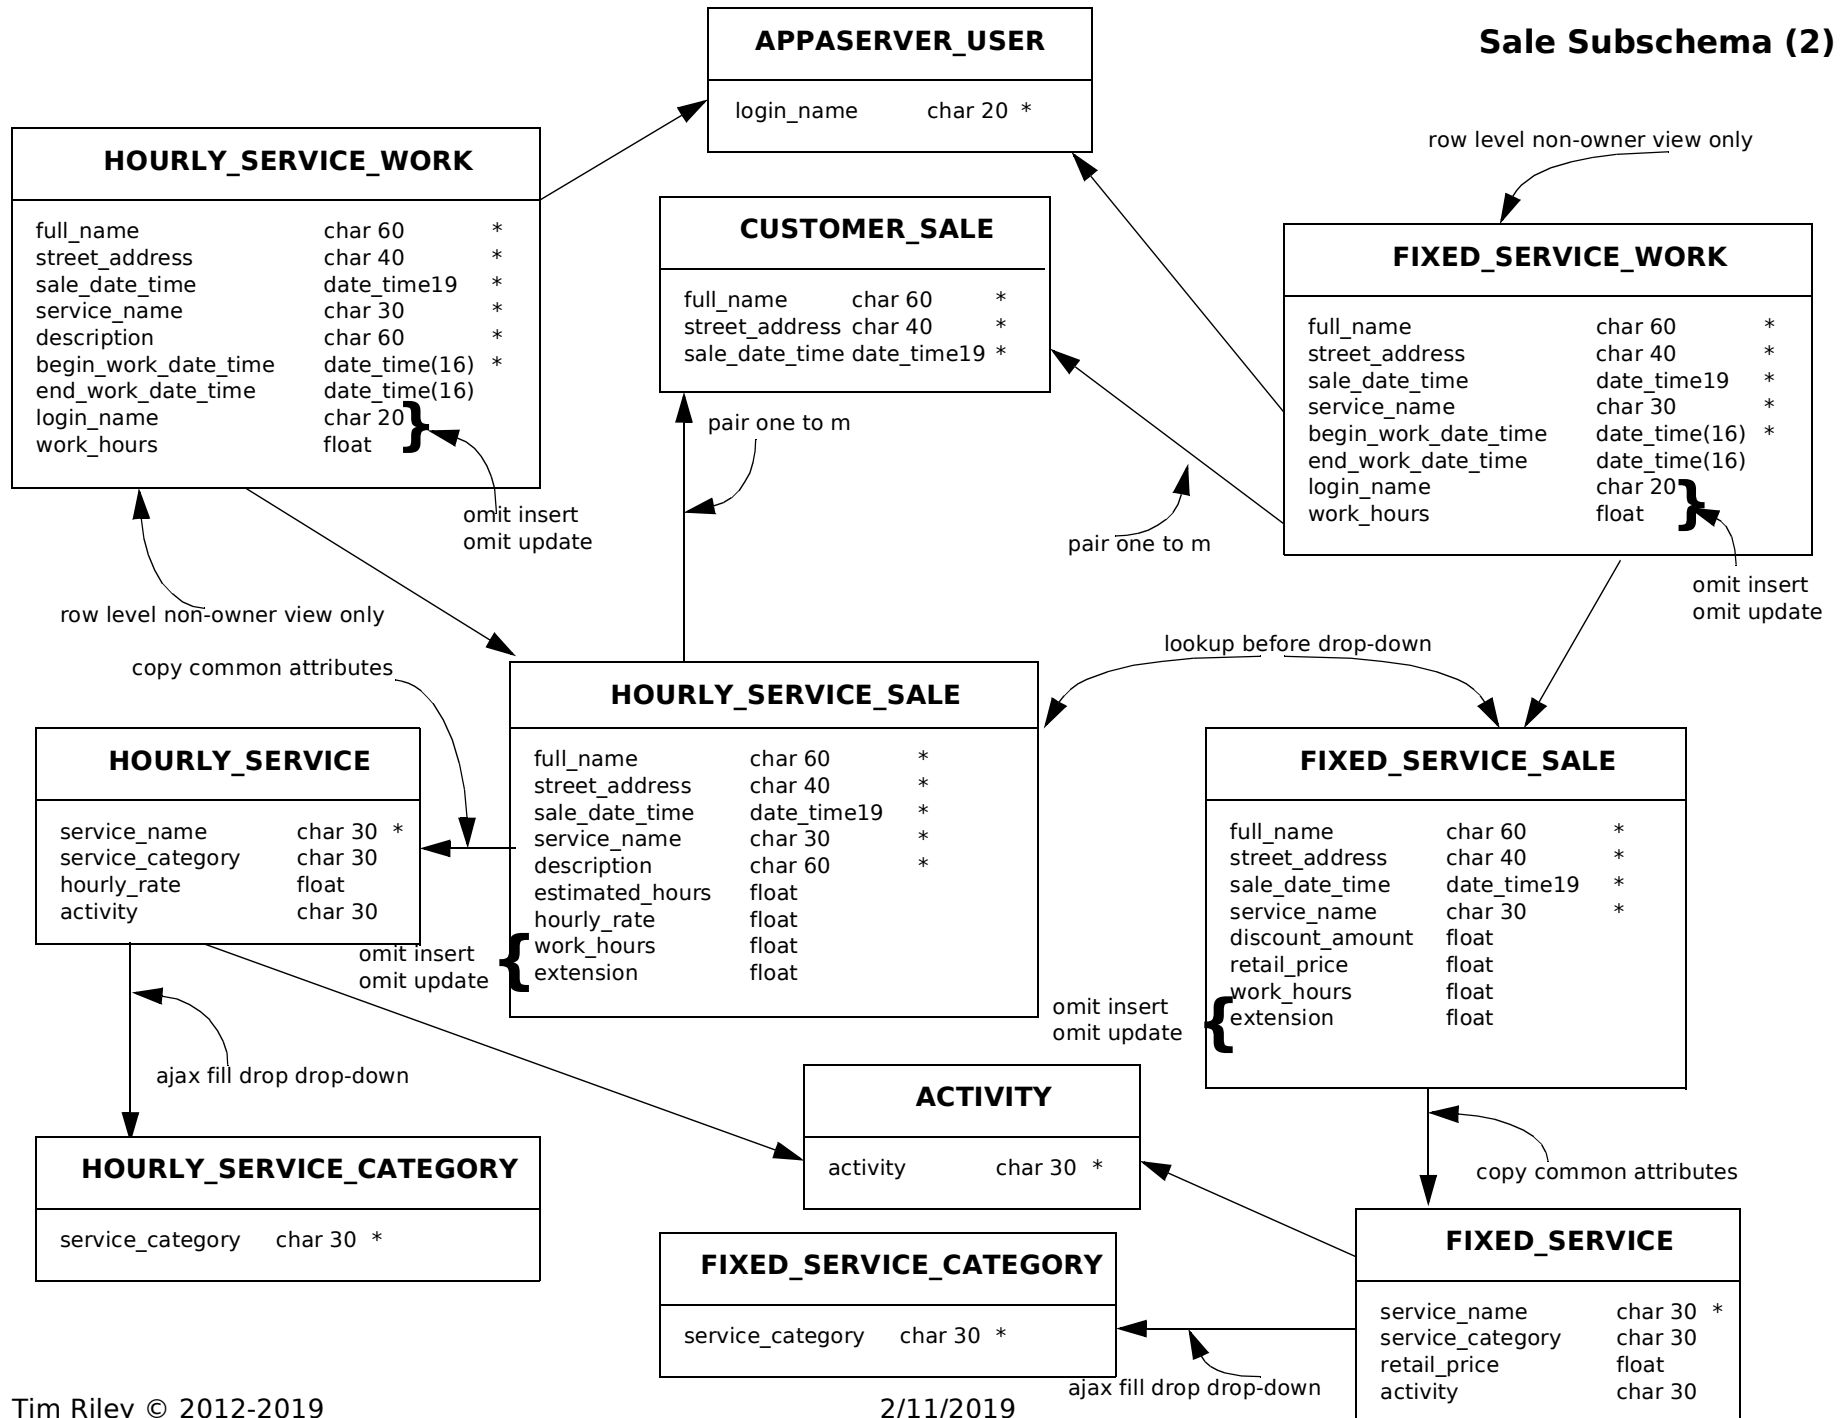 APPASERVER_USER
Sale Subschema (2)
login_name char 20 *
row level non-owner view only
HOURLY_SERVICE_WORK
full_name char 60 *
street_address char 40 *
sale_date_time date_time19 *
service_name char 30 *
description char 60 *
begin_work_date_time date_time(16) *
end_work_date_time date_time(16)
login_name char 20
work_hours float
}
omit insert
omit update
row level non-owner view only
CUSTOMER_SALE
full_name char 60 *
street_address char 40 *
sale_date_time date_time19 *
pair one to m
pair one to m
FIXED_SERVICE_WORK
full_name char 60 *
street_address char 40 *
sale_date_time date_time19 *
service_name char 30 *
begin_work_date_time date_time(16) *
end_work_date_time date_time(16)
login_name char 20
work_hours float
}
omit insert
omit update
lookup before drop-down
copy common attributes
HOURLY_SERVICE_SALE
full_name char 60 *
street_address char 40 *
sale_date_time date_time19 *
service_name char 30 *
description char 60 *
estimated_hours float
hourly_rate float
work_hours float
extension float
{
omit insert
omit update
HOURLY_SERVICE
service_name char 30 *
service_category char 30
hourly_rate float
activity char 30
ajax fill drop drop-down
FIXED_SERVICE_SALE
full_name char 60 *
street_address char 40 *
sale_date_time date_time19 *
service_name char 30 *
discount_amount float
retail_price float
work_hours float
extension float
{
omit insert
omit update
ACTIVITY
activity char 30 *
copy common attributes
HOURLY_SERVICE_CATEGORY
service_category char 30 *
FIXED_SERVICE_CATEGORY
service_category char 30 *
FIXED_SERVICE
service_name char 30 *
service_category char 30
retail_price float
activity char 30
ajax fill drop drop-down
Tim Riley © 2012-2019
2/11/2019